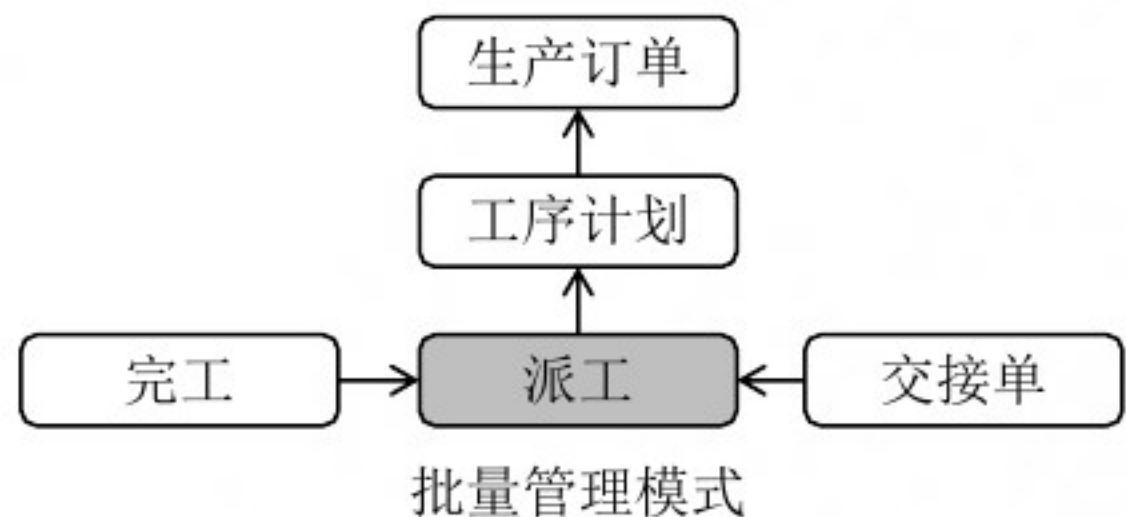 生产订单
工序计划
完工
派工
交接单
批量管理模式